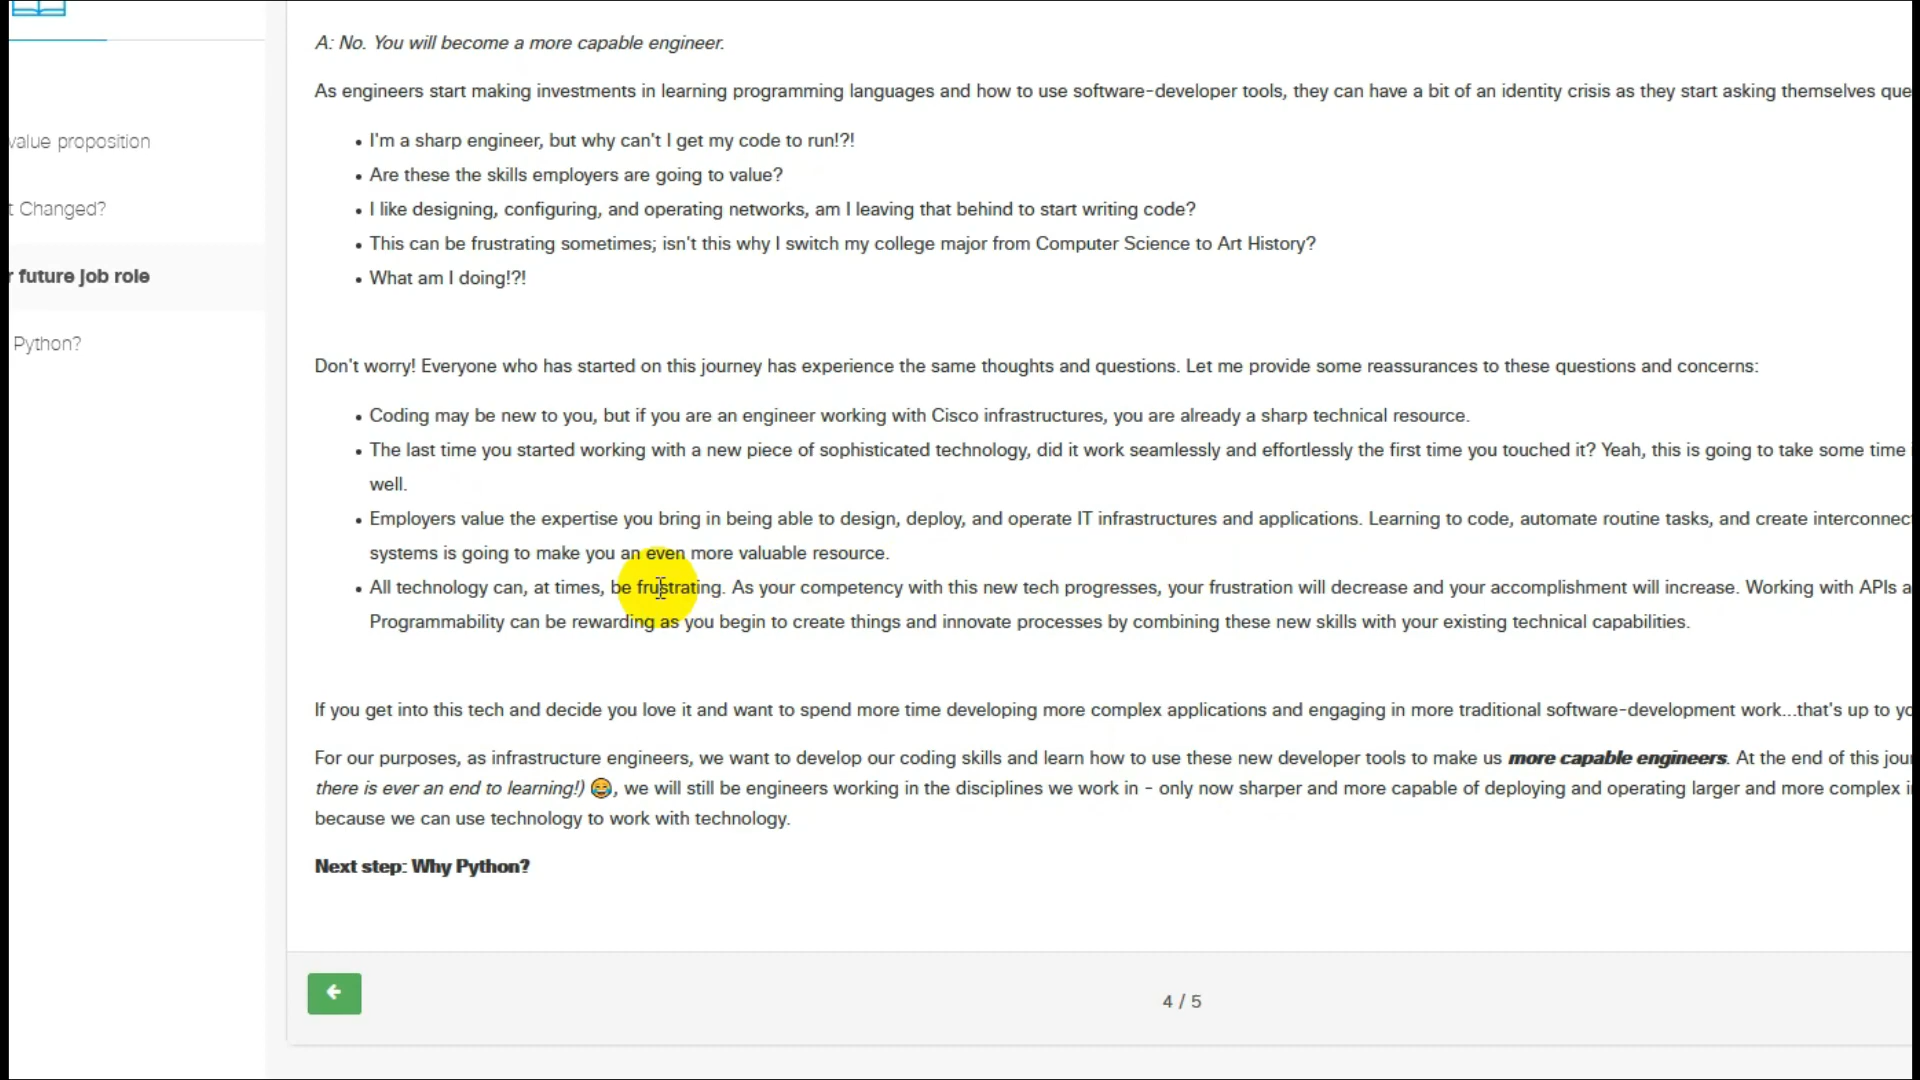 A: No. You will become a more capable engineer.
As engineers start making investments in learning programming languages and how to use software-developer tools, they can have a bit of an identity crisis as they start asking themselves que
value proposition
• I'm a sharp engineer, but why can't I get my code to run!?!
• Are these the skills employers are going to value?
t Changed?
• I like designing, configuring, and operating networks, am I leaving that behind to start writing code?
• This can be frustrating sometimes; isn't this why I switch my college major from Computer Science to Art History?
r future job role
• What am I doing!?!
Python?
Don't worry! Everyone who has started on this journey has experience the same thoughts and questions. Let me provide some reassurances to these questions and concerns:
• Coding may be new to you, but if you are an engineer working with Cisco infrastructures, you are already a sharp technical resource.
• The last time you started working with a new piece of sophisticated technology, did it work seamlessly and effortlessly the first time you touched it? Yeah, this is going to take some time
well.
• Employers value the expertise you bring in being able to design, deploy, and operate IT infrastructures and applications. Learning to code, automate routine tasks, and create interconnec
systems is going to make you an even more valuable resource.
• All technology can, at times, be frustrating. As your competency with this new tech progresses, your frustration will decrease and your accomplishment will increase. Working with APIs a
Programmability can be rewarding as you begin to create things and innovate processes by combining these new skills with your existing technical capabilities.
If you get into this tech and decide you love it and want to spend more time developing more complex applications and engaging in more traditional software-development work...that's up to yo
For our purposes, as infrastructure engineers, we want to develop our coding skills and learn how to use these new developer tools to make us more capable engineers. At the end of this jou
there is ever an end to learning!) 😂, we will still be engineers working in the disciplines we work in - only now sharper and more capable of deploying and operating larger and more complex i
because we can use technology to work with technology.
Next step: Why Python?
4 / 5